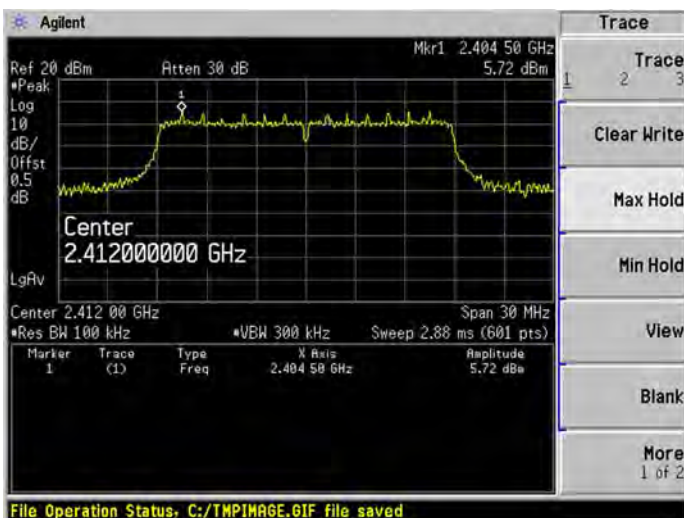 Agilent
Trace
Mkr1 2.404 50 GHz
Ref 20 dBm Atten 30 dB 5.72 dBm
#Peak
Log
10
dB/
Offst
0.5
dB
LgAv
1
Center
2.412000000 GHz
Center 2.412 00 GHz Span 30 MHz
#Res BW 100 kHz #VBW 300 kHz Sweep 2.88 ms (601 pts)
Marker Trace Type X Axis Amplitude
1 (1) Freq 2.404 50 GHz 5.72 dBm
File Operation Status, C:/TMPIMAGE.GIF file saved
Trace
1 2 3
Clear Write
Max Hold
Min Hold
View
Blank
More
1 of 2